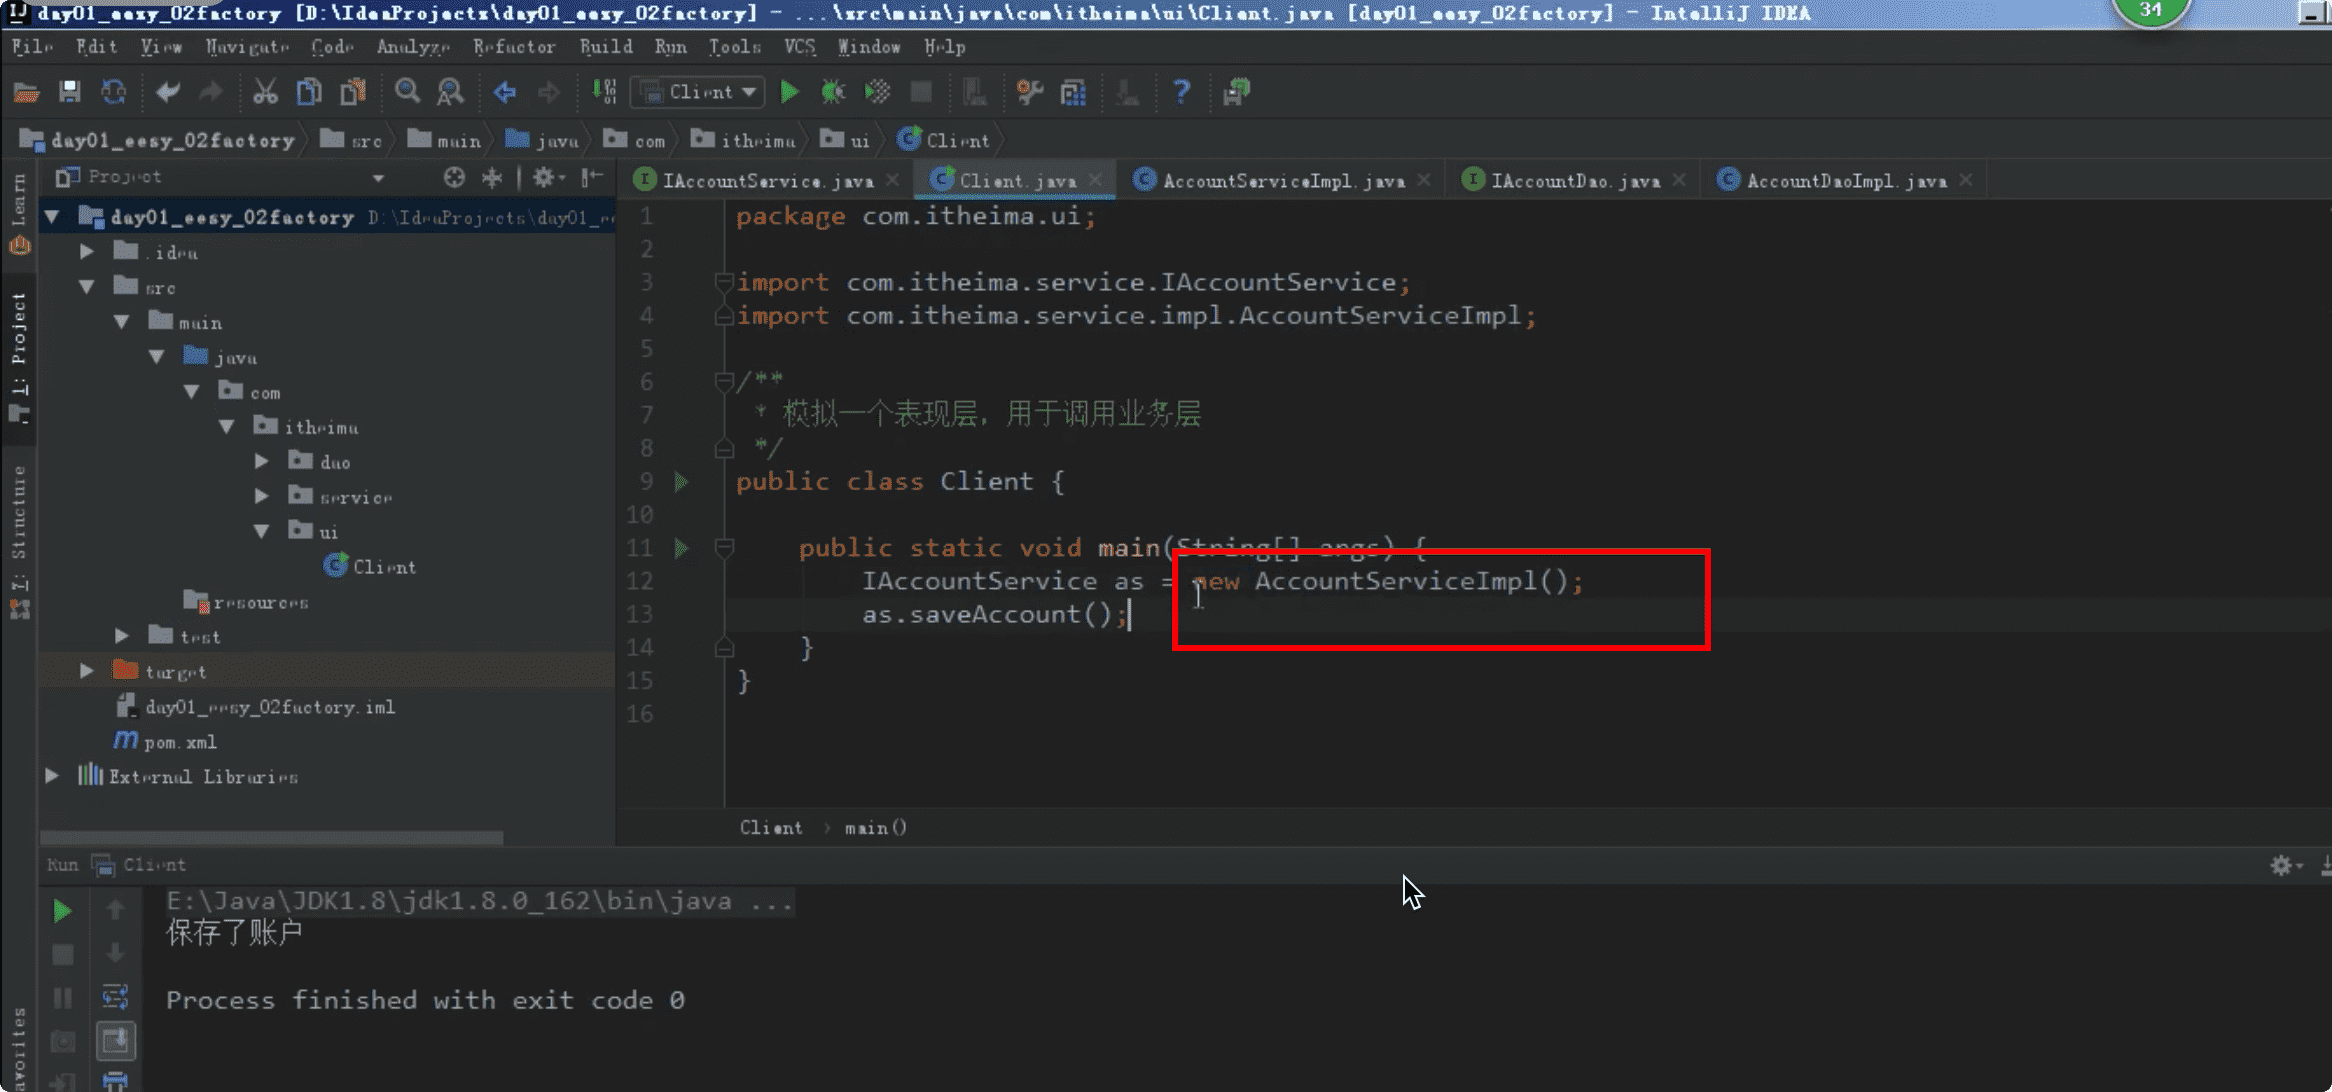 day01_eesy_02factory [D:\IdeaProjects\day01_eesy_02factory] - ...\src\main\java\com\itheima\ui\Client.java [day01_eesy_02factory] - IntelliJ IDEA
34
File Edit View Navigate Code Analyze Refactor Build Run Tools VCS Window Help
Client
day01_eesy_02factory src main java com itheima ui Client
Project
IAccountService.java Client.java AccountServiceImpl.java IAccountDao.java AccountDaoImpl.java
Learn
1: Project
7: Structure
avorites
day01_eesy_02factory D:\IdeaProjects\day01_
.idea
src
main
java
com
itheima
dao
service
ui
Client
resources
test
target
day01_eesy_02factory.iml
pom.xml
External Libraries
1 package com.itheima.ui;
2
3 import com.itheima.service.IAccountService;
4 import com.itheima.service.impl.AccountServiceImpl;
5
6 /**
7 * 模拟一个表现层，用于调用业务层
8 */
9 public class Client {
10
11 public static void main(String[] args) {
12 IAccountService as = new AccountServiceImpl();
13 as.saveAccount();
14 }
15 }
16
Client › main()
Run Client
E:\Java\JDK1.8\jdk1.8.0_162\bin\java ...
保存了账户
Process finished with exit code 0